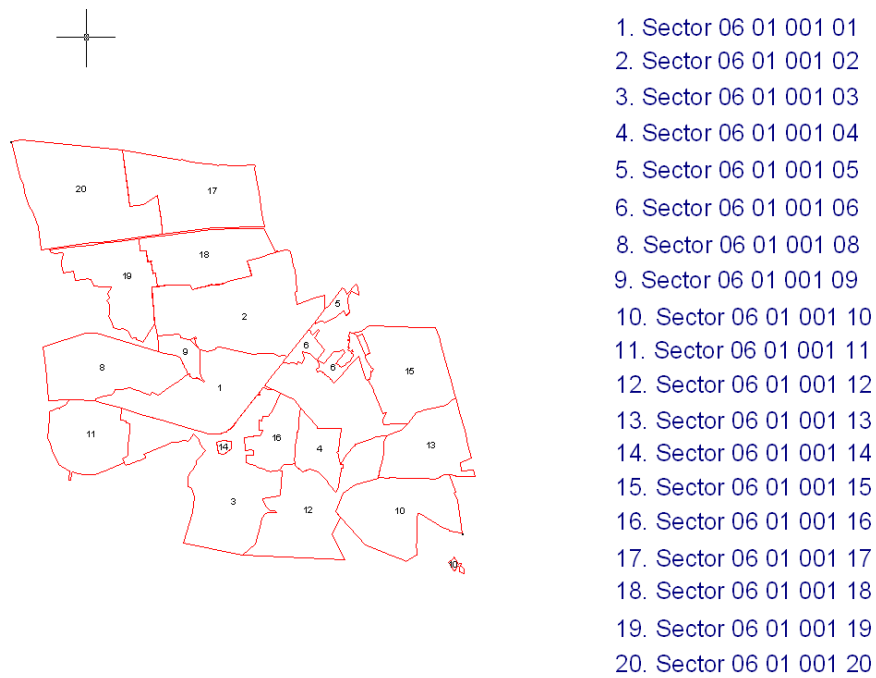 1. Sector 06 01 001 01
2. Sector 06 01 001 02
3. Sector 06 01 001 03
4. Sector 06 01 001 04
5. Sector 06 01 001 05
6. Sector 06 01 001 06
8. Sector 06 01 001 08
9. Sector 06 01 001 09
10. Sector 06 01 001 10
11. Sector 06 01 001 11
12. Sector 06 01 001 12
13. Sector 06 01 001 13
14. Sector 06 01 001 14
15. Sector 06 01 001 15
16. Sector 06 01 001 16
17. Sector 06 01 001 17
18. Sector 06 01 001 18
19. Sector 06 01 001 19
20. Sector 06 01 001 20
20
17
18
19
5
2
6
9
6
8
15
1
11
14
16
4
13
3
12
10
10